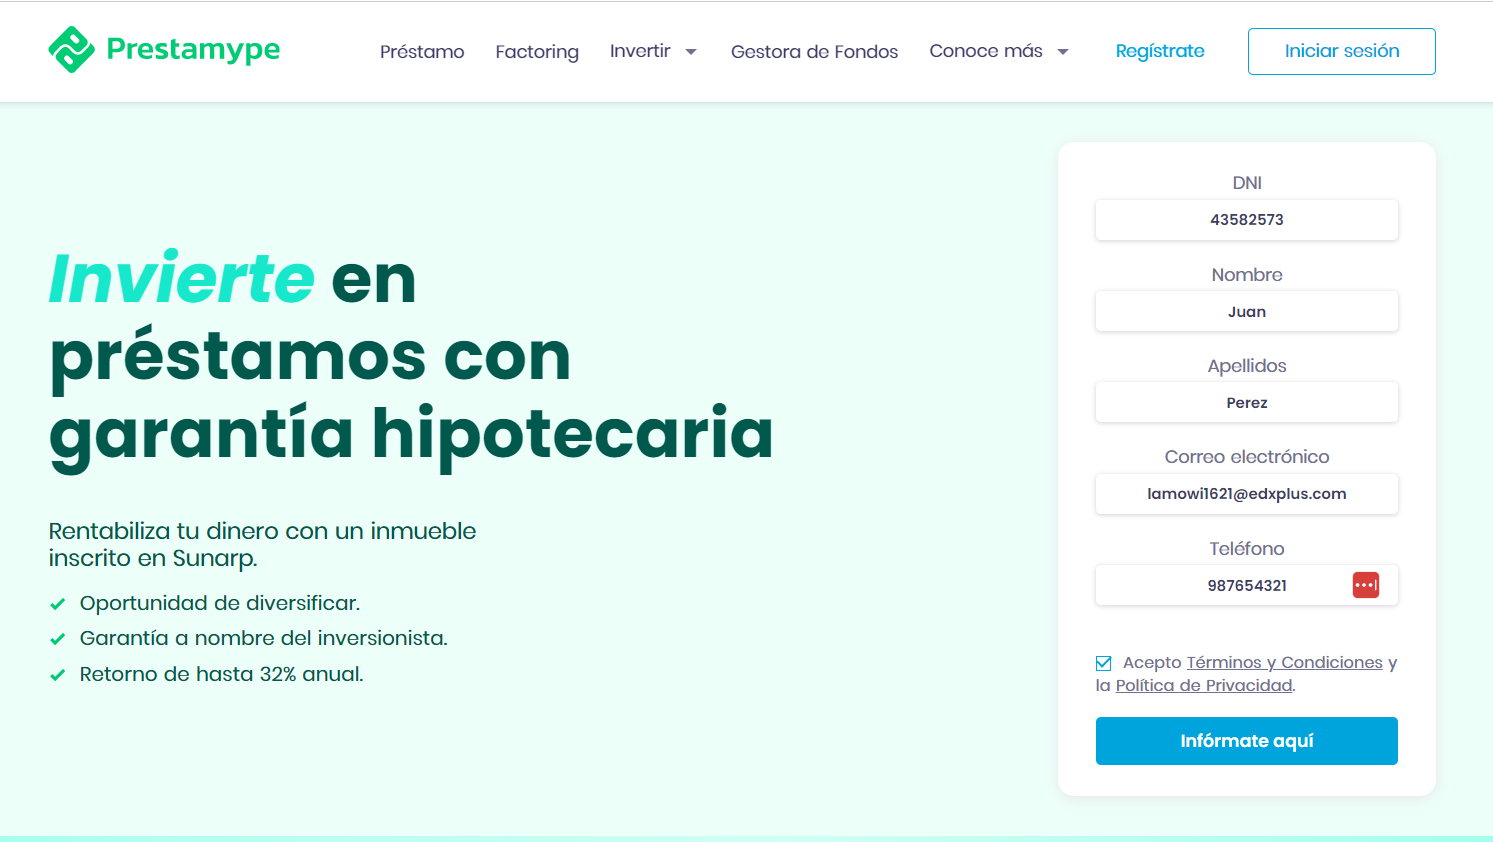 Prestamype
Préstamo
Factoring
Invertir
Gestora de Fondos
Conoce más
Regístrate
Iniciar sesión
Invierte en
préstamos con
garantía hipotecaria
Rentabiliza tu dinero con un inmueble
inscrito en Sunarp.
Oportunidad de diversificar.
Garantía a nombre del inversionista.
Retorno de hasta 32% anual.
DNI
43582573
Nombre
Juan
Apellidos
Perez
Correo electrónico
lamowi1621@edxplus.com
Teléfono
987654321
Acepto Términos y Condiciones y
la Política de Privacidad.
Infórmate aquí